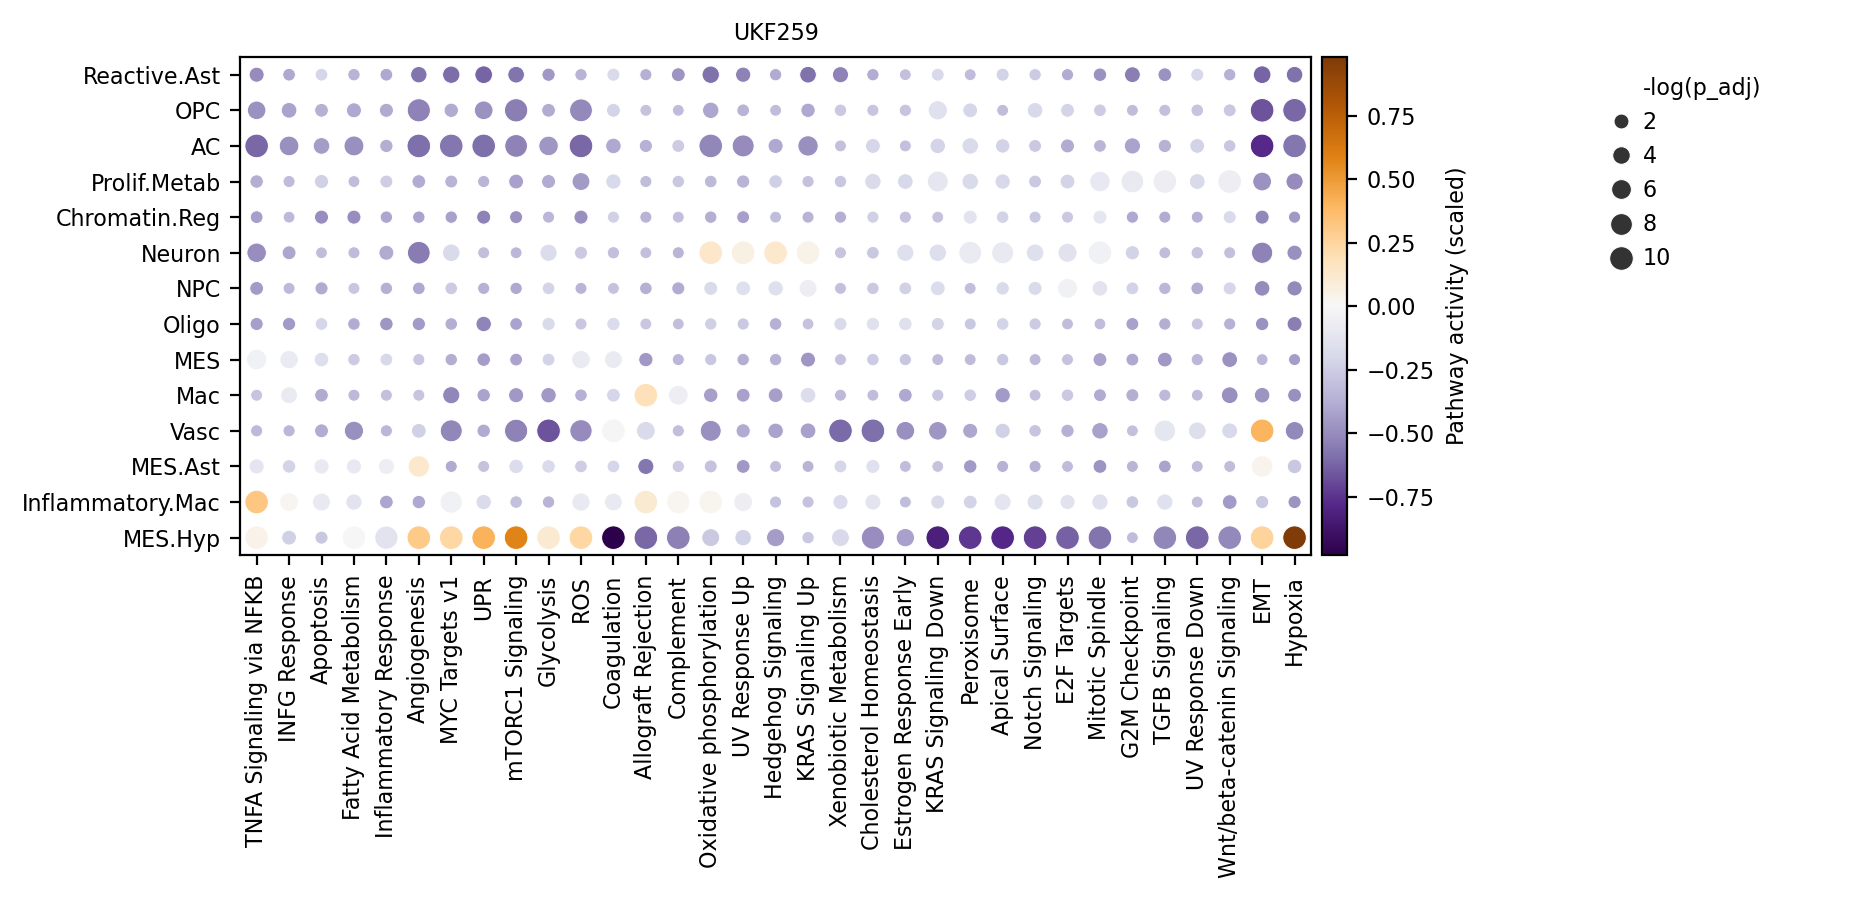 UKF259
Reactive.Ast
OPC
AC
Prolif.Metab
Chromatin.Reg
Neuron
NPC
Oligo
MES
Mac
Vasc
MES.Ast
Inflammatory.Mac
MES.Hyp
TNFA Signaling via NFKB
INFG Response
Apoptosis
Fatty Acid Metabolism
Inflammatory Response
Angiogenesis
MYC Targets v1
UPR
mTORC1 Signaling
Glycolysis
ROS
Coagulation
Allograft Rejection
Complement
Oxidative phosphorylation
UV Response Up
Hedgehog Signaling
KRAS Signaling Up
Xenobiotic Metabolism
Cholesterol Homeostasis
Estrogen Response Early
KRAS Signaling Down
Peroxisome
Apical Surface
Notch Signaling
E2F Targets
Mitotic Spindle
G2M Checkpoint
TGFB Signaling
UV Response Down
Wnt/beta-catenin Signaling
EMT
Hypoxia
0.75
0.50
0.25
0.00
−0.25
−0.50
−0.75
Pathway activity (scaled)
-log(p_adj)
2
4
6
8
10